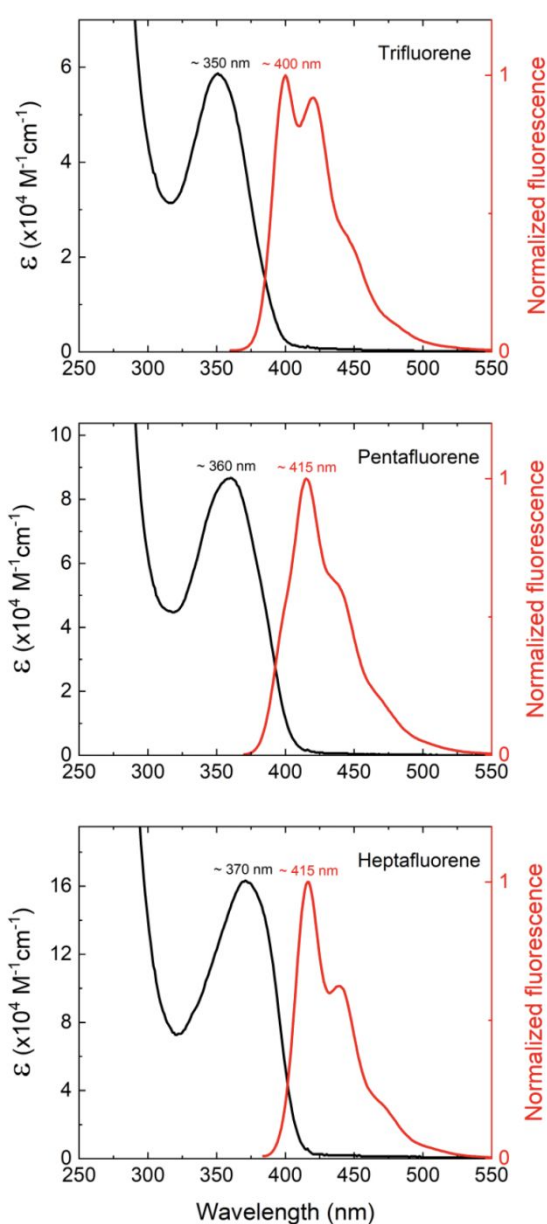 Trifluorene
~ 350 nm
~ 400 nm
ε (x10⁴ M⁻¹cm⁻¹)
6
4
2
0
Normalized fluorescence
1
0
250 300 350 400 450 500 550
Pentafluorene
~ 360 nm
~ 415 nm
ε (x10⁴ M⁻¹cm⁻¹)
10
8
6
4
2
0
Normalized fluorescence
1
0
250 300 350 400 450 500 550
Heptafluorene
~ 370 nm
~ 415 nm
ε (x10⁴ M⁻¹cm⁻¹)
16
12
8
4
0
Normalized fluorescence
1
0
250 300 350 400 450 500 550
Wavelength (nm)